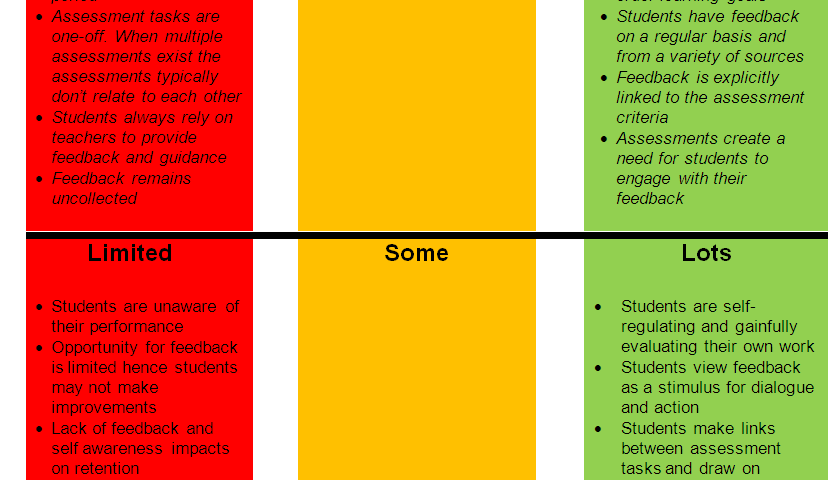 period
• Assessment tasks are
one-off. When multiple
assessments exist the
assessments typically
don't relate to each other
• Students always rely on
teachers to provide
feedback and guidance
• Feedback remains
uncollected
order learning goals
• Students have feedback
on a regular basis and
from a variety of sources
• Feedback is explicitly
linked to the assessment
criteria
• Assessments create a
need for students to
engage with their
feedback
Limited
• Students are unaware of
their performance
• Opportunity for feedback
is limited hence students
may not make
improvements
• Lack of feedback and
self awareness impacts
on retention
Some
Lots
• Students are self-
regulating and gainfully
evaluating their own work
• Students view feedback
as a stimulus for dialogue
and action
• Students make links
between assessment
tasks and draw on